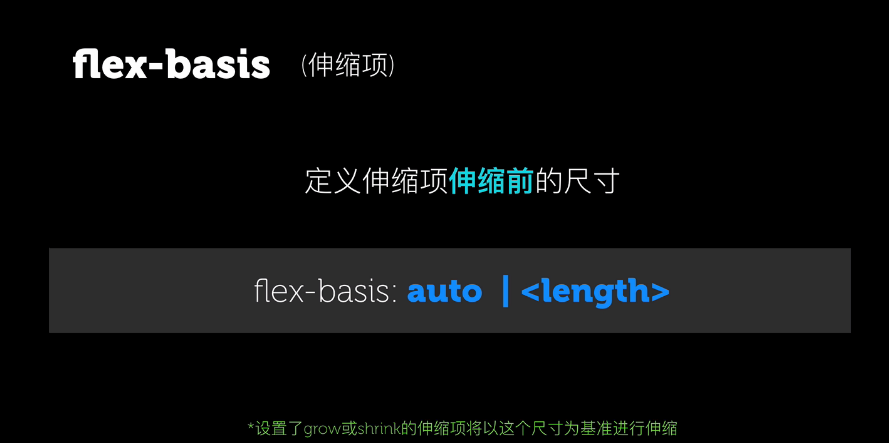 flex-basis (伸缩项)
定义伸缩项伸缩前的尺寸
flex-basis: auto | <length>
*设置了grow或shrink的伸缩项将以这个尺寸为基准进行伸缩